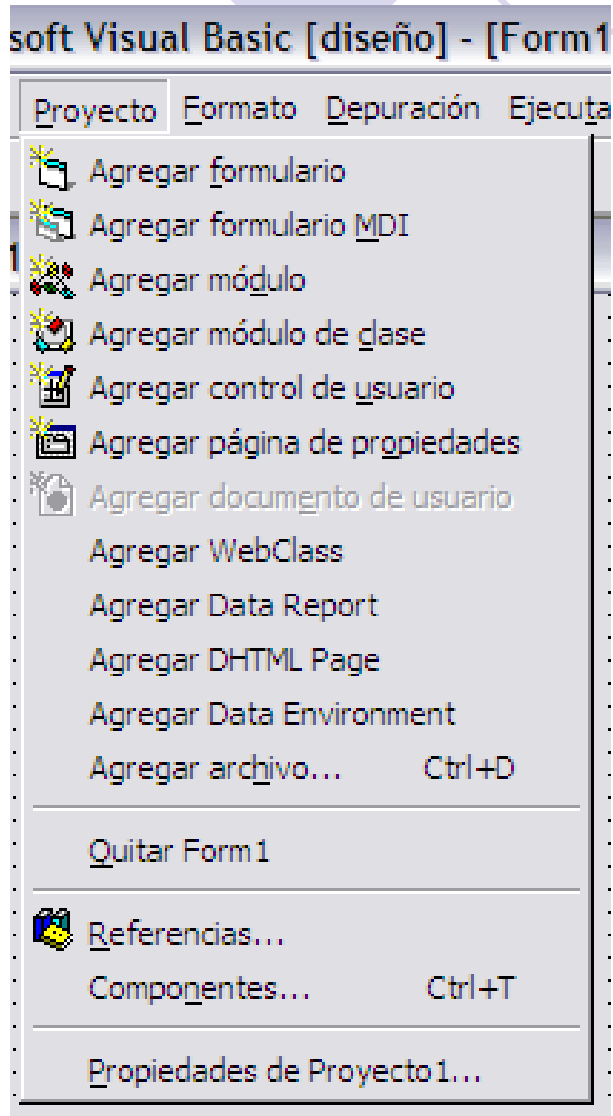 soft Visual Basic [diseño] - [Form1
Proyecto Formato Depuración Ejecuta
Agregar formulario
Agregar formulario MDI
Agregar módulo
Agregar módulo de clase
Agregar control de usuario
Agregar página de propiedades
Agregar documento de usuario
Agregar WebClass
Agregar Data Report
Agregar DHTML Page
Agregar Data Environment
Agregar archivo... Ctrl+D
Quitar Form1
Referencias...
Componentes... Ctrl+T
Propiedades de Proyecto1...